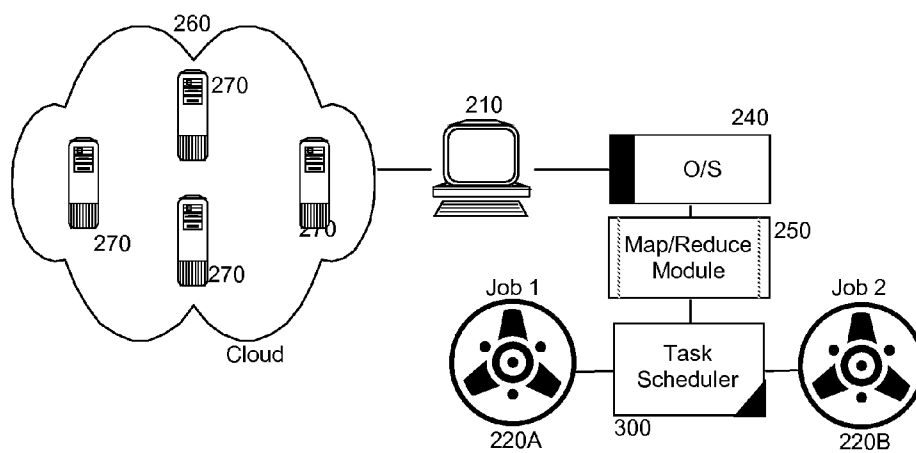 260
270
210
240
O/S
270
270
270
250
Map/Reduce
Module
Job 1
Job 2
Cloud
Task
Scheduler
300
220A
220B